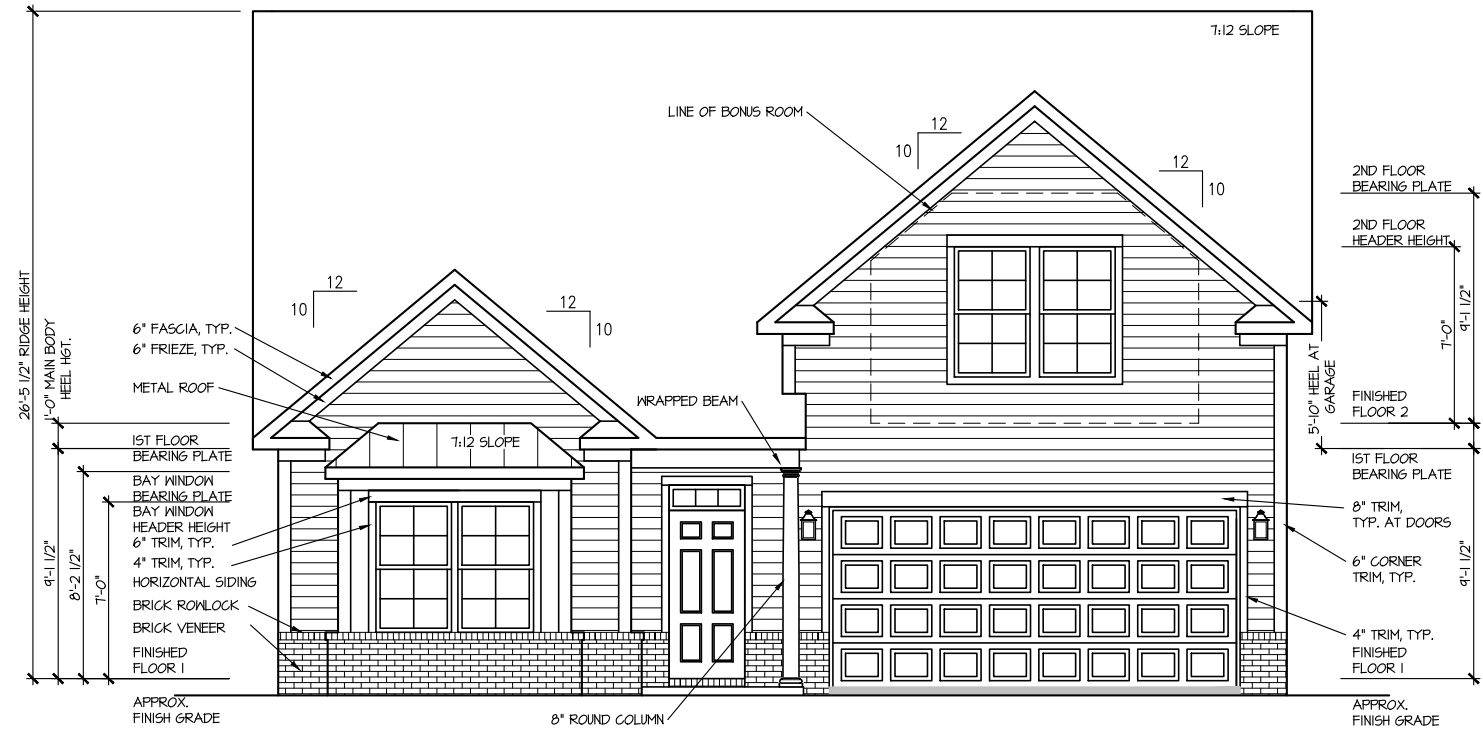 7:12 SLOPE
LINE OF BONUS ROOM
12
10
12
10
2ND FLOOR
BEARING PLATE
2ND FLOOR
HEADER HEIGHT
9'-1 1/2"
7'-0"
5'-10" HEEL AT
GARAGE
FINISHED
FLOOR 2
1ST FLOOR
BEARING PLATE
8" TRIM,
TYP. AT DOORS
6" CORNER
TRIM, TYP.
9'-1 1/2"
4" TRIM, TYP.
FINISHED
FLOOR 1
APPROX.
FINISH GRADE
26'-5 1/2" RIDGE HEIGHT
1'-0" MAIN BODY
HEEL HGT.
12
10
12
10
6" FASCIA, TYP.
6" FRIEZE, TYP.
METAL ROOF
7:12 SLOPE
WRAPPED BEAM
1ST FLOOR
BEARING PLATE
BAY WINDOW
BEARING PLATE
BAY WINDOW
HEADER HEIGHT
6" TRIM, TYP.
4" TRIM, TYP.
HORIZONTAL SIDING
BRICK ROWLOCK
BRICK VENEER
FINISHED
FLOOR 1
9'-1 1/2"
8'-2 1/2"
7'-0"
APPROX.
FINISH GRADE
8" ROUND COLUMN